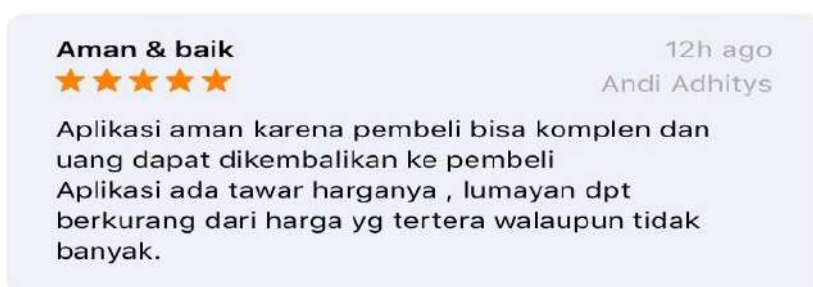 Aman & baik
12h ago
Andi Adhitys
Aplikasi aman karena pembeli bisa komplen dan
uang dapat dikembalikan ke pembeli
Aplikasi ada tawar harganya , lumayan dpt
berkurang dari harga yg tertera walaupun tidak
banyak.